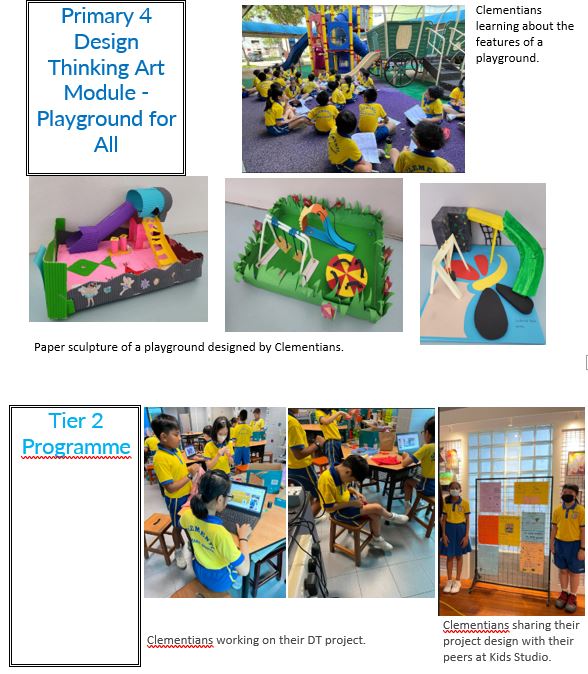 Primary 4
Design
Thinking Art
Module -
Playground for
All
Clementians
learning about the
features of a
playground.
Paper sculpture of a playground designed by Clementians.
Tier 2
Programme
Clementians working on their DT project.
Clementians sharing their
project design with their
peers at Kids Studio.